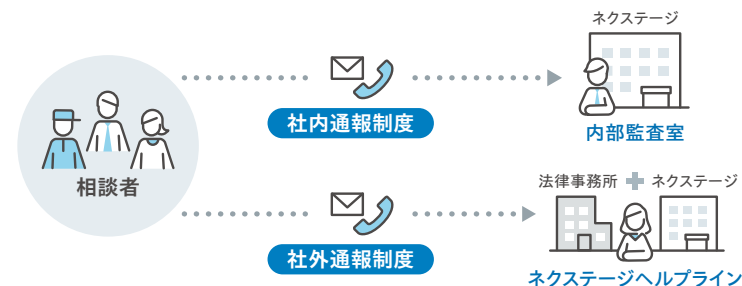 ネクステージ
社内通報制度
内部監査室
相談者
法律事務所 ネクステージ
社外通報制度
ネクステージヘルプライン